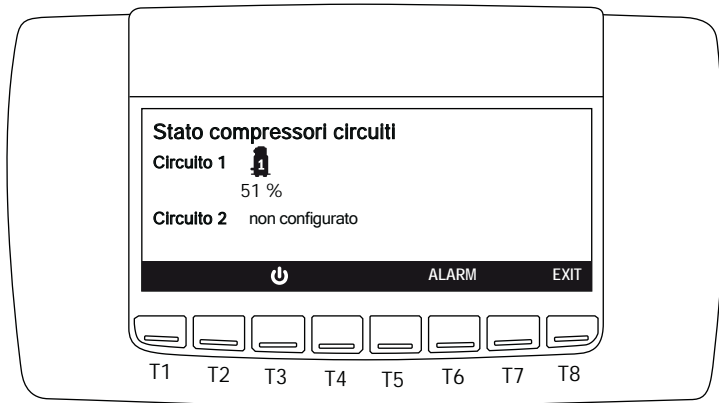 Stato compressori circuiti
Circuito 1
1
51 %
Circuito 2 non configurato
ALARM EXIT
T1 T2 T3 T4 T5 T6 T7 T8